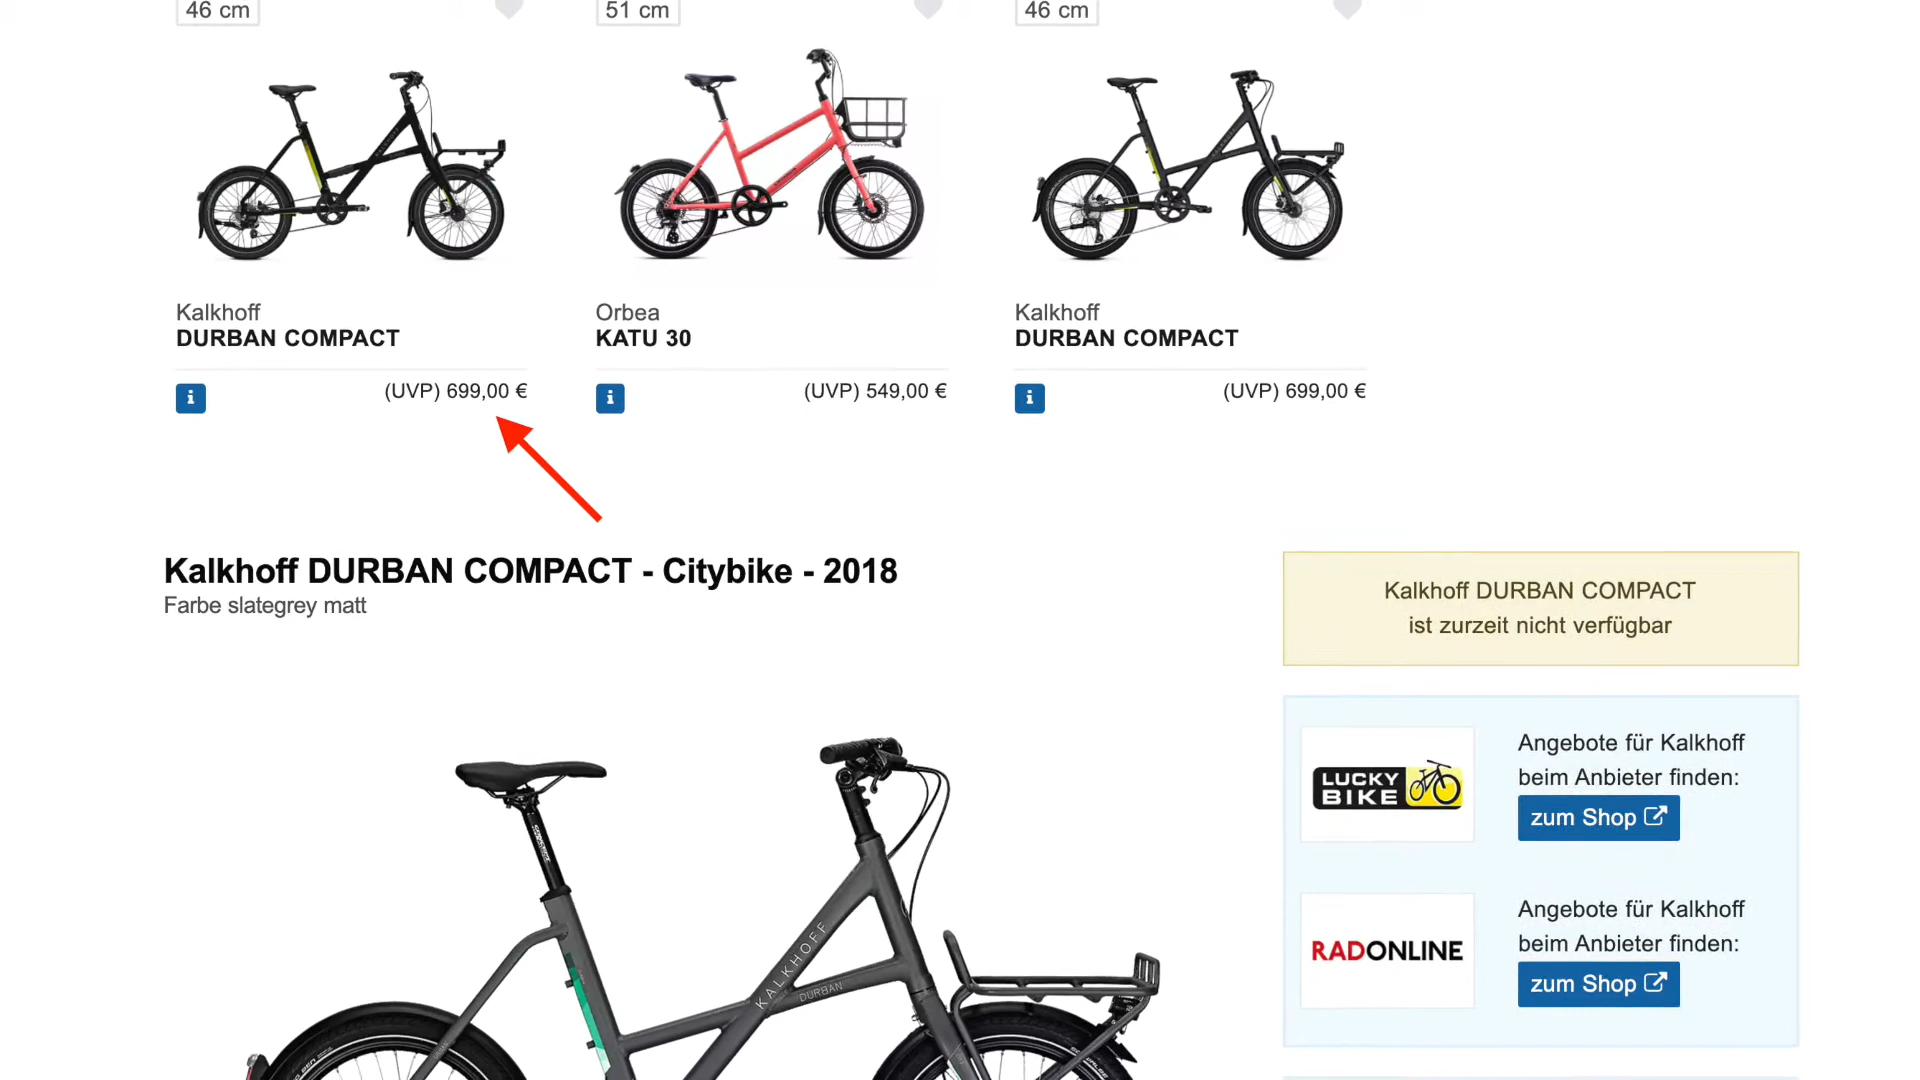 46 cm
51 cm
46 cm
Kalkhoff
DURBAN COMPACT
(UVP) 699,00 €
Orbea
KATU 30
(UVP) 549,00 €
Kalkhoff
DURBAN COMPACT
(UVP) 699,00 €
Kalkhoff DURBAN COMPACT - Citybike - 2018
Farbe slategrey matt
KALKHOFF
DURBAN
Kalkhoff DURBAN COMPACT
ist zurzeit nicht verfügbar
LUCKY
BIKE
Angebote für Kalkhoff
beim Anbieter finden:
zum Shop
RADONLINE
Angebote für Kalkhoff
beim Anbieter finden:
zum Shop